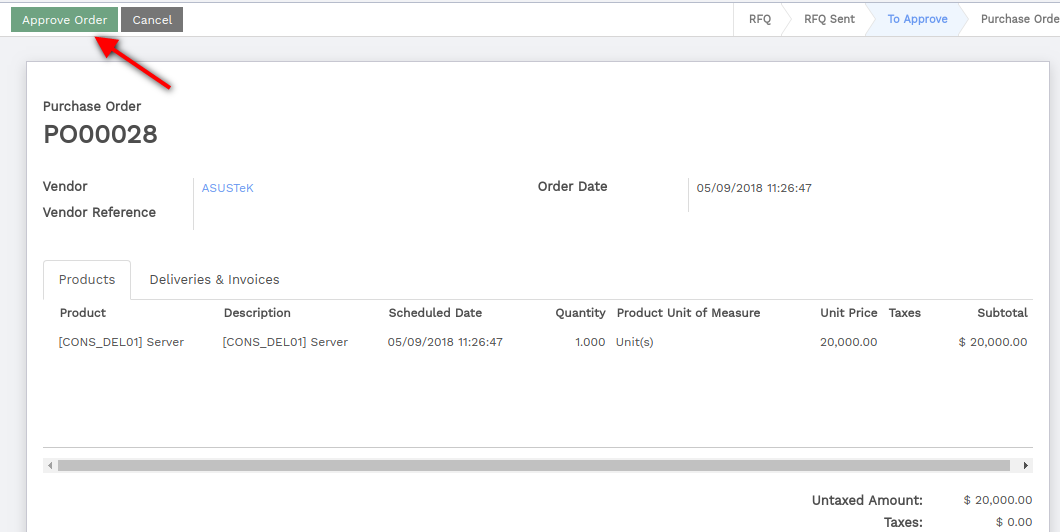 Approve Order Cancel RFQ RFQ Sent To Approve Purchase Orde
Purchase Order
PO00028
Vendor ASUSTeK Order Date 05/09/2018 11:26:47
Vendor Reference
Products Deliveries & Invoices
Product Description Scheduled Date Quantity Product Unit of Measure Unit Price Taxes Subtotal
[CONS_DEL01] Server [CONS_DEL01] Server 05/09/2018 11:26:47 1.000 Unit(s) 20,000.00 $ 20,000.00
Untaxed Amount: $ 20,000.00
Taxes: $ 0.00